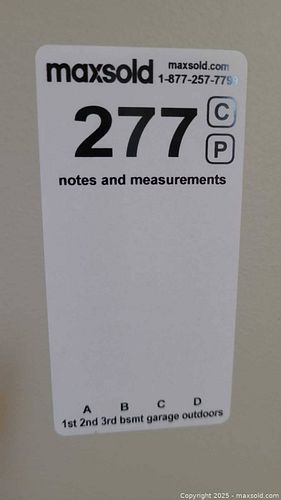 maxsold maxsold.com
1-877-257-779
277 C
P
notes and measurements
A B C D
1st 2nd 3rd bsmt garage outdoors
Copyright 2025 - maxsold.com